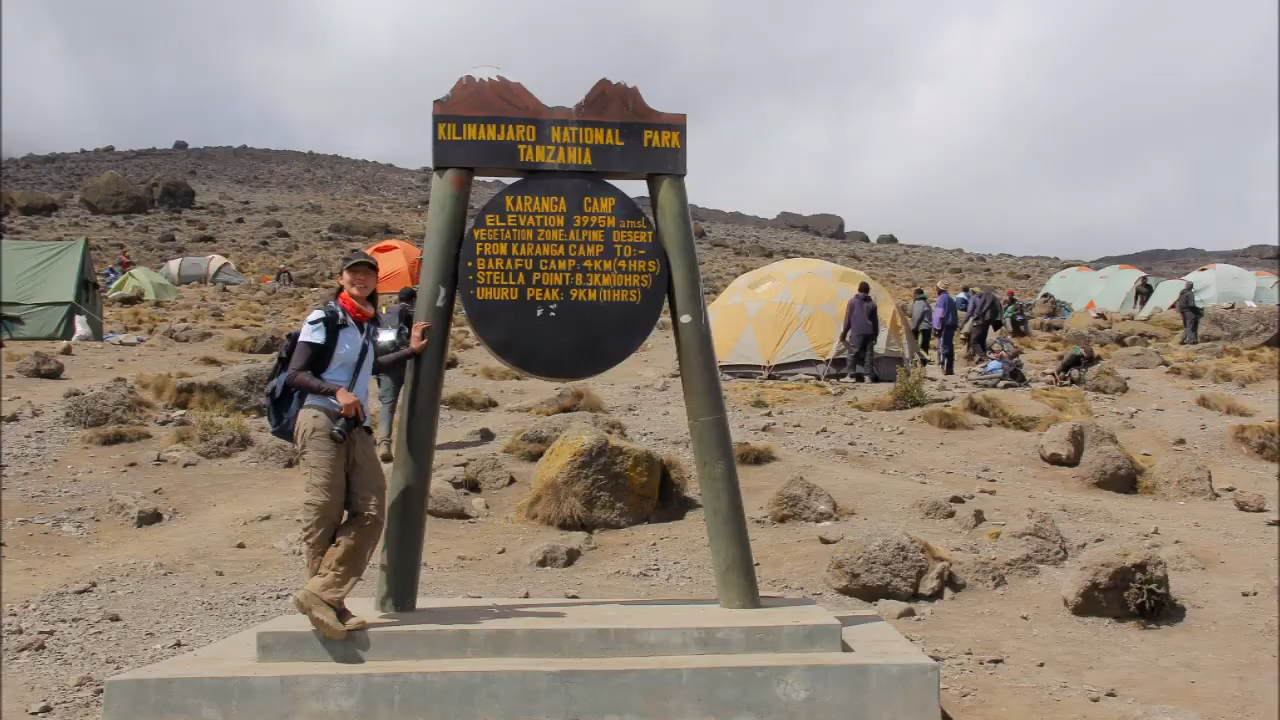 KILIMANJARO NATIONAL PARK
TANZANIA
KARANGA CAMP
ELEVATION 3995M amsl
VEGETATION ZONE:ALPINE DESERT
FROM KARANGA CAMP TO:-
• BARAFU CAMP:4KM(4HRS)
• STELLA POINT:8.3KM(10HRS)
• UHURU PEAK: 9KM(11HRS)